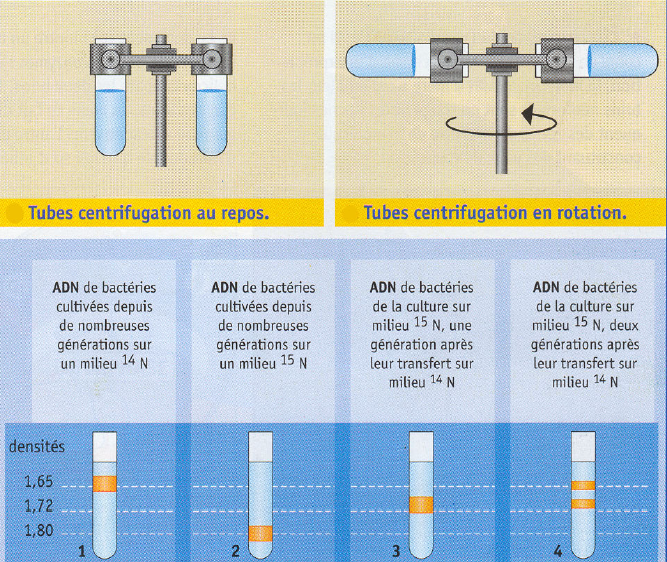 Tubes centrifugation au repos.
Tubes centrifugation en rotation.
ADN de bactéries
cultivées depuis
de nombreuses
générations sur
un milieu 14 N
ADN de bactéries
cultivées depuis
de nombreuses
générations sur
un milieu 15 N
ADN de bactéries
de la culture sur
milieu 15 N, une
génération après
leur transfert sur
milieu 14 N
ADN de bactéries
de la culture sur
milieu 15 N, deux
générations après
leur transfert sur
milieu 14 N
densités
1,65
1,72
1,80
1
2
3
4